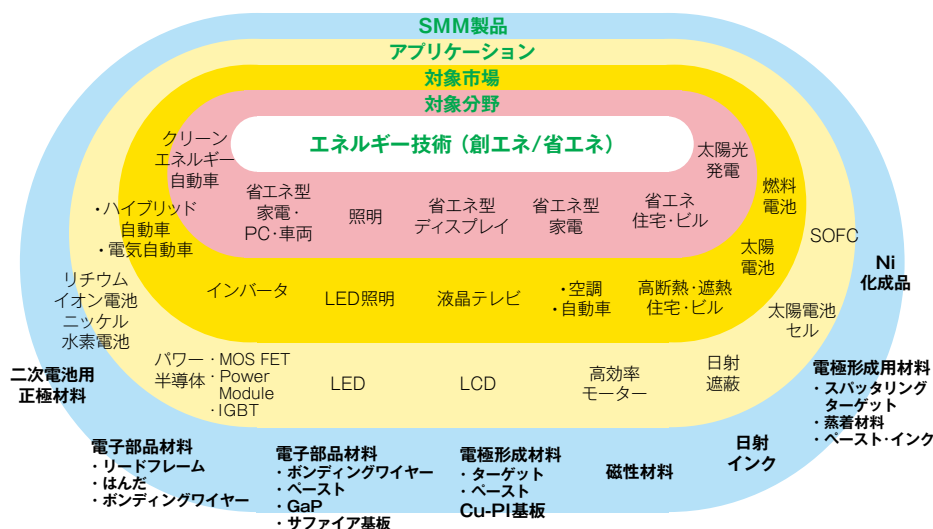 SMM製品
アプリケーション
対象市場
対象分野
エネルギー技術（創エネ/省エネ）
クリーン
エネルギー
自動車
省エネ型
家電・
PC・車両
照明
省エネ型
ディスプレイ
省エネ型
家電
省エネ
住宅・ビル
太陽光
発電
・ハイブリッド
自動車
・電気自動車
インバータ
LED照明
液晶テレビ
・空調
・自動車
高断熱・遮熱
住宅・ビル
太陽
電池
燃料
電池
リチウム
イオン電池
ニッケル
水素電池
パワー
半導体
・MOS FET
・Power
Module
・IGBT
LED
LCD
高効率
モーター
日射
遮蔽
太陽電池
セル
SOFC
二次電池用
正極材料
電子部品材料
・リードフレーム
・はんだ
・ボンディングワイヤー
電子部品材料
・ボンディングワイヤー
・ペースト
・GaP
・サファイア基板
電極形成材料
・ターゲット
・ペースト
Cu-PI基板
磁性材料
日射
インク
電極形成用材料
・スパッタリング
ターゲット
・蒸着材料
・ペースト・インク
Ni
化成品